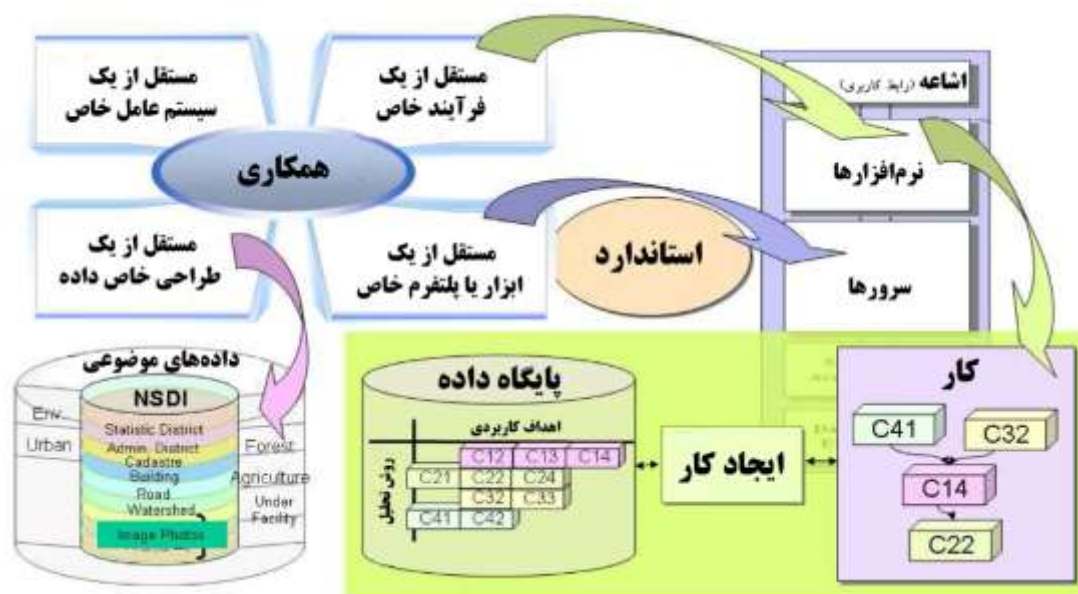 مستقل از یک
سیستم عامل خاص
مستقل از یک
فرآیند خاص
همکاری
مستقل از یک
طراحی خاص داده
مستقل از یک
ابزار یا پلتفرم خاص
استاندارد
اشاعه (رابط کاربری)
نرم‌افزارها
سرورها
داده‌های موضوعی
NSDI
Statistic District
Admin. District
Cadastre
Building
Road
Watershed
Image Photos
Env.
Urban
Forest
Agriculture
Under
Facility
پایگاه داده
اهداف کاربردی
روش تحلیل
C12 C13 C14
C21 C22 C24
C32 C33
C41 C42
ایجاد کار
کار
C41 C32
C14
C22